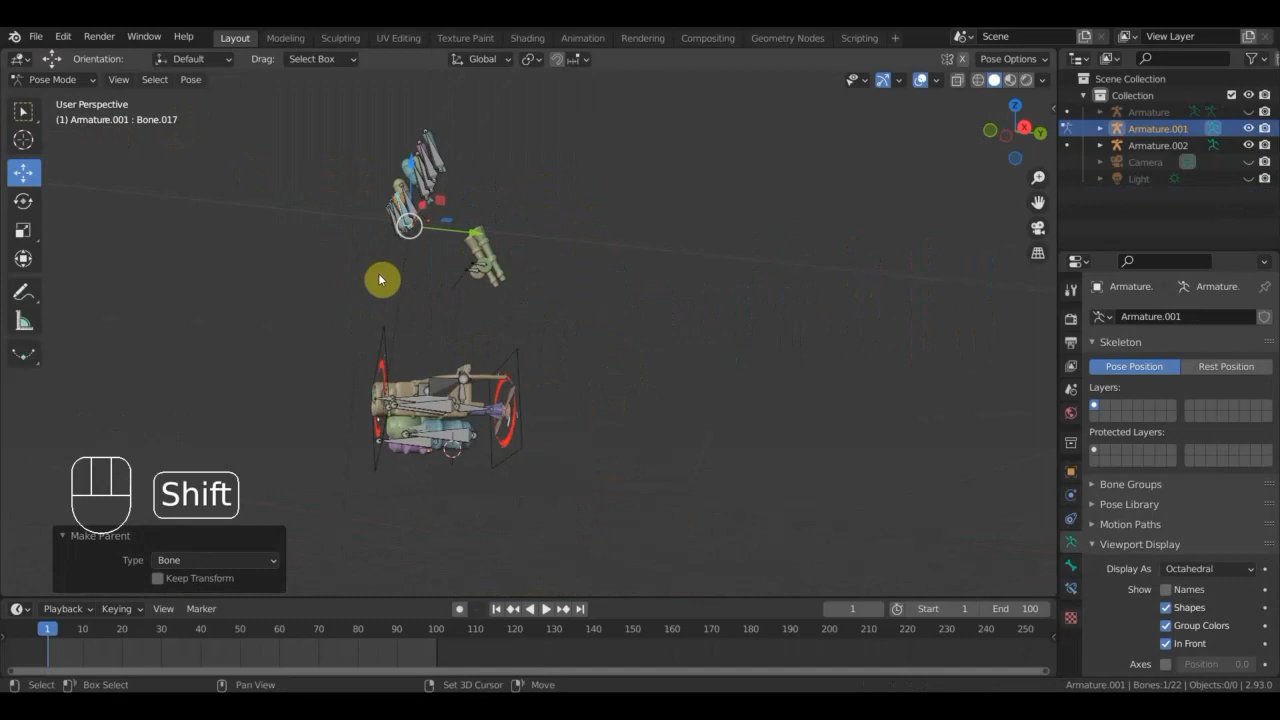 File Edit Render Window Help Layout Modeling Sculpting UV Editing Texture Paint Shading Animation Rendering Compositing Geometry Nodes Scripting + Scene View Layer
Orientation: Default Drag: Select Box Global Pose Options
Pose Mode View Select Pose
User Perspective
(1) Armature.001 : Bone.017
Z
X
Y
Scene Collection
Collection
Armature
Armature.001
Armature.002
Camera
Light
Armature. Armature.
Armature.001
Skeleton
Pose Position Rest Position
Layers:
Protected Layers:
Bone Groups
Pose Library
Motion Paths
Viewport Display
Display As Octahedral
Show Names
Shapes
Group Colors
In Front
Axes Position 0.0
Shift
Make Parent
Type Bone
Keep Transform
Playback Keying View Marker 1 Start 1 End 100
1 10 20 30 40 50 60 70 80 90 100 110 120 130 140 150 160 170 180 190 200 210 220 230 240 250
Select Box Select Pan View Set 3D Cursor Move Armature.001 | Bones:1/22 | Objects:0/0 | 2.93.0